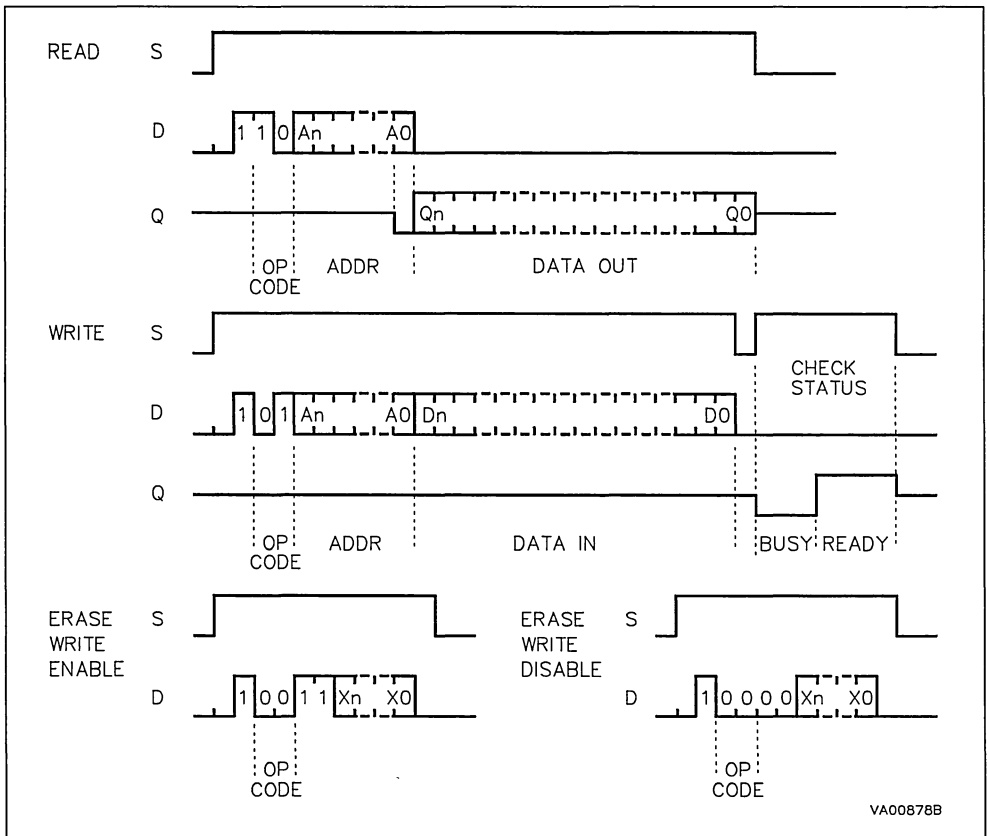 READ S
D 1 1 0 An A0
Q Qn Q0
OP CODE ADDR DATA OUT
WRITE S
CHECK STATUS
D 1 0 1 An A0 Dn D0
Q
OP CODE ADDR DATA IN BUSY READY
ERASE WRITE ENABLE S
D 1 0 0 1 1 Xn X0
OP CODE
ERASE WRITE DISABLE S
D 1 0 0 0 0 Xn X0
OP CODE
VA00878B